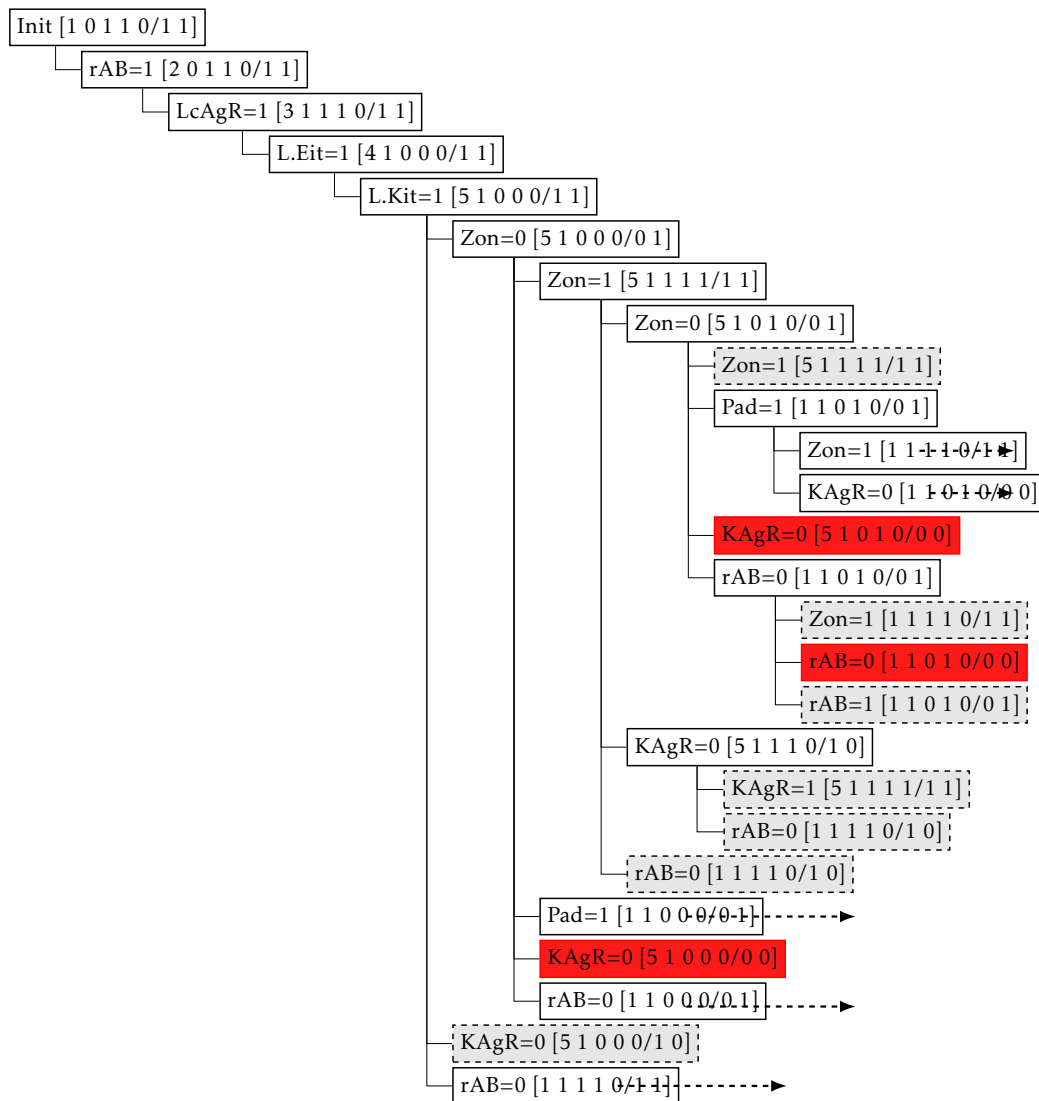 Init [1 0 1 1 0/1 1]
rAB=1 [2 0 1 1 0/1 1]
LcAgR=1 [3 1 1 1 0/1 1]
L.Eit=1 [4 1 0 0 0/1 1]
L.Kit=1 [5 1 0 0 0/1 1]
Zon=0 [5 1 0 0 0/0 1]
Zon=1 [5 1 1 1 1/1 1]
Zon=0 [5 1 0 1 0/0 1]
Zon=1 [5 1 1 1 1/1 1]
Pad=1 [1 1 0 1 0/0 1]
Zon=1 [1 1 1 1 0/1 1]
KAgR=0 [1 1 0 1 0/0 0]
KAgR=0 [5 1 0 1 0/0 0]
rAB=0 [1 1 0 1 0/0 1]
Zon=1 [1 1 1 1 0/1 1]
rAB=0 [1 1 0 1 0/0 0]
rAB=1 [1 1 0 1 0/0 1]
KAgR=0 [5 1 1 1 0/1 0]
KAgR=1 [5 1 1 1 1/1 1]
rAB=0 [1 1 1 1 0/1 0]
rAB=0 [1 1 1 1 0/1 0]
Pad=1 [1 1 0 0 0/0 1]
KAgR=0 [5 1 0 0 0/0 0]
rAB=0 [1 1 0 0 0/0 1]
KAgR=0 [5 1 0 0 0/1 0]
rAB=0 [1 1 1 1 0/1 1]